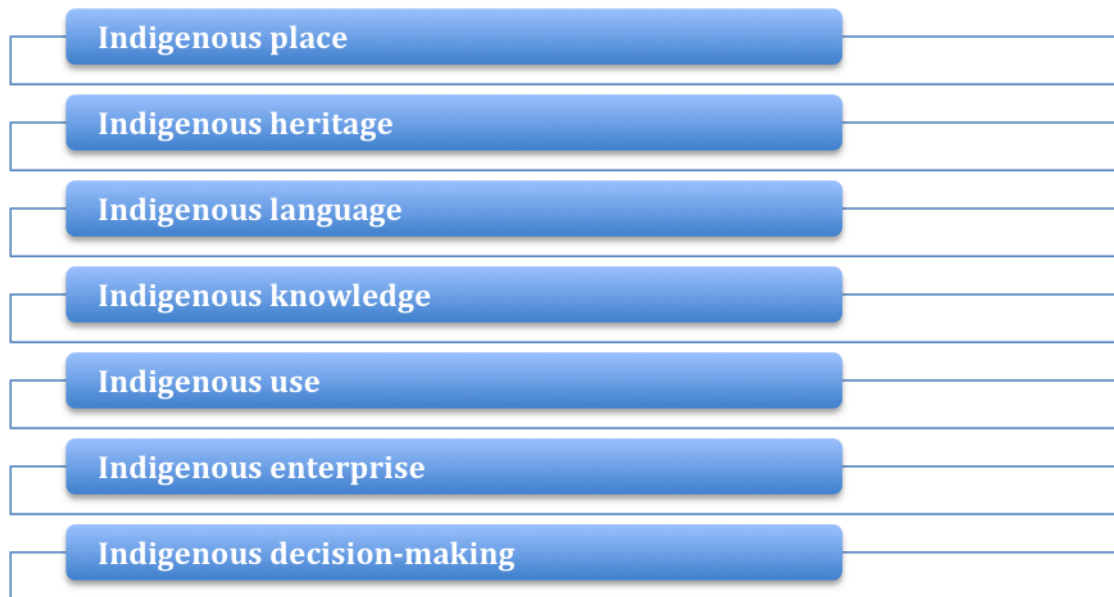 Indigenous place
Indigenous heritage
Indigenous language
Indigenous knowledge
Indigenous use
Indigenous enterprise
Indigenous decision-making